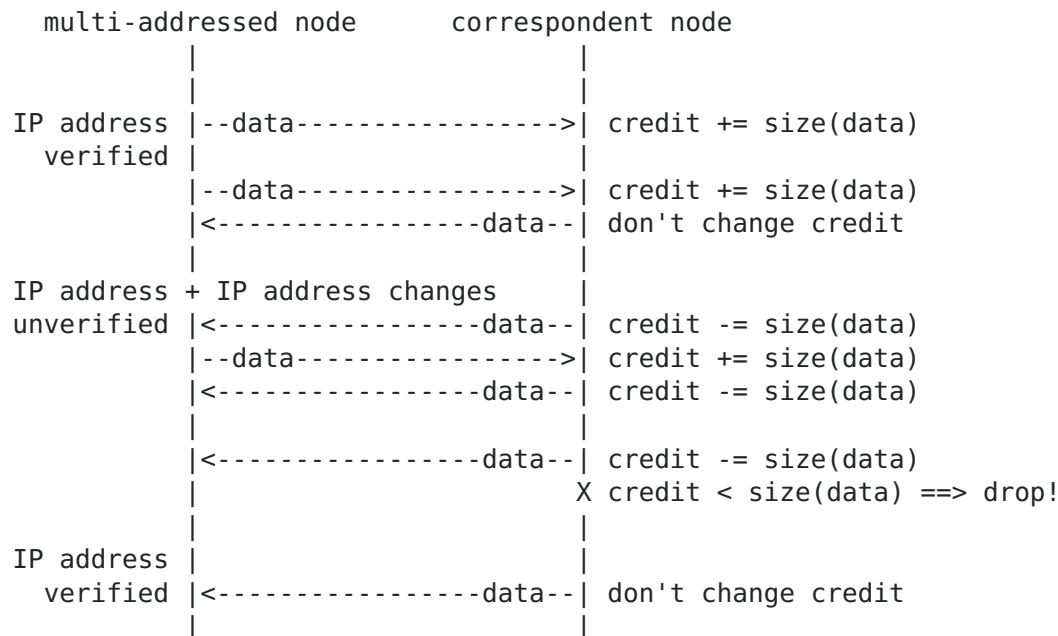 multi-addressed node      correspondent node
          |                        |
          |                        |
IP address |--data----------------->| credit += size(data)
  verified |                        |
          |--data----------------->| credit += size(data)
          |<-----------------data--| don't change credit
          |                        |
IP address + IP address changes     |
unverified |<-----------------data--| credit -= size(data)
          |--data----------------->| credit += size(data)
          |<-----------------data--| credit -= size(data)
          |                        |
          |<-----------------data--| credit -= size(data)
          |                        X credit < size(data) ==> drop!
          |                        |
IP address |                        |
  verified |<-----------------data--| don't change credit
          |                        |